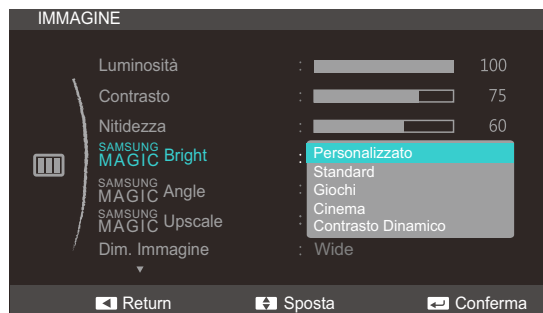 IMMAGINE
Luminosità : 100
Contrasto : 75
Nitidezza : 60
SAMSUNG MAGIC Bright :
Personalizzato
Standard
Giochi
Cinema
Contrasto Dinamico
SAMSUNG MAGIC Angle :
SAMSUNG MAGIC Upscale :
Dim. Immagine : Wide
Return Sposta Conferma